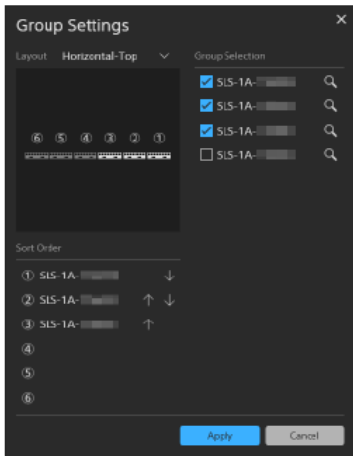 Group Settings
×
Layout Horizontal-Top
Group Selection
SLS-1A-
SLS-1A-
SLS-1A-
SLS-1A-
⑥ ⑤ ④ ③ ② ①
Sort Order
① SLS-1A- ↓
② SLS-1A- ↑ ↓
③ SLS-1A- ↑
④
⑤
⑥
Apply Cancel